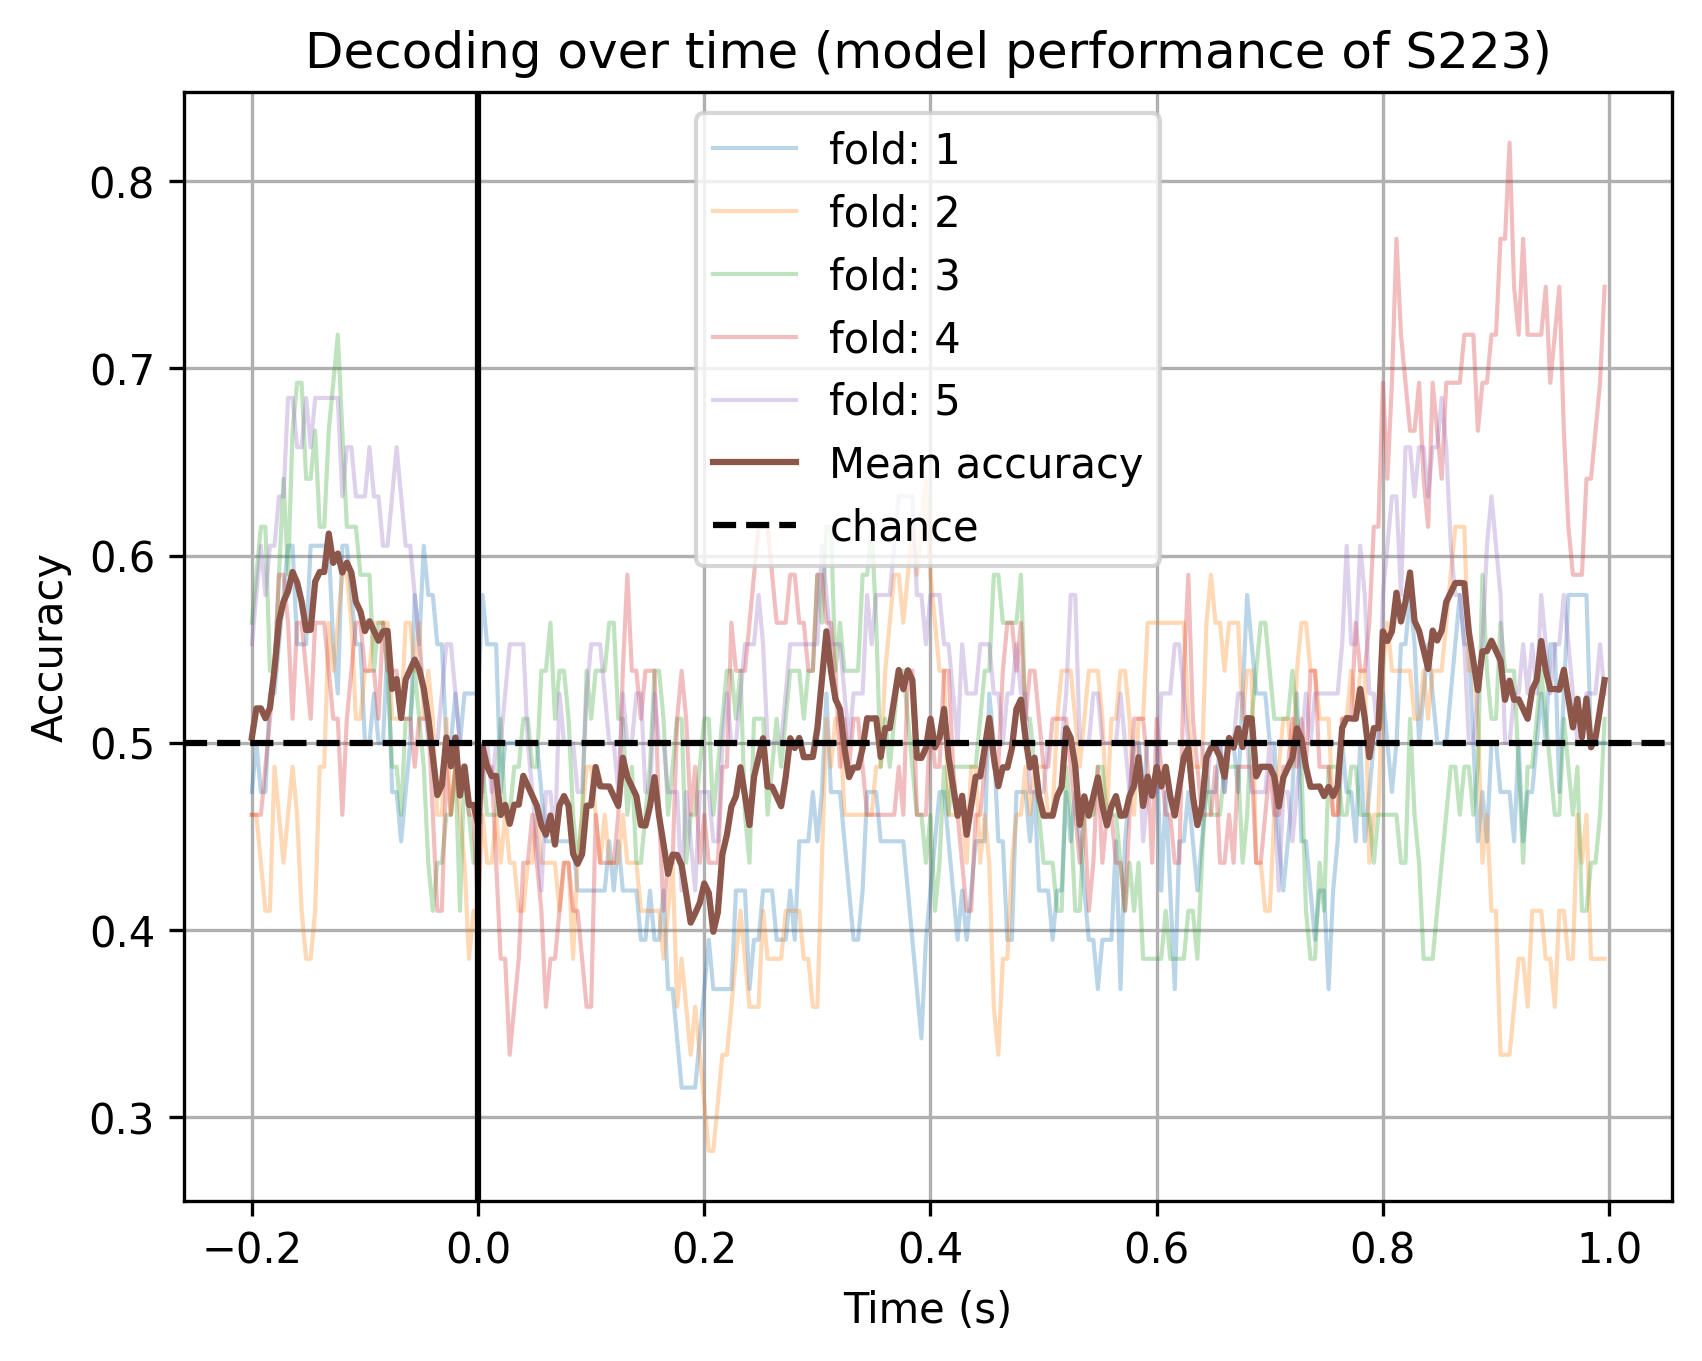 Decoding over time (model performance of S223)
fold: 1
fold: 2
fold: 3
fold: 4
fold: 5
Mean accuracy
chance
Accuracy
0.8
0.7
0.6
0.5
0.4
0.3
−0.2 0.0 0.2 0.4 0.6 0.8 1.0
Time (s)